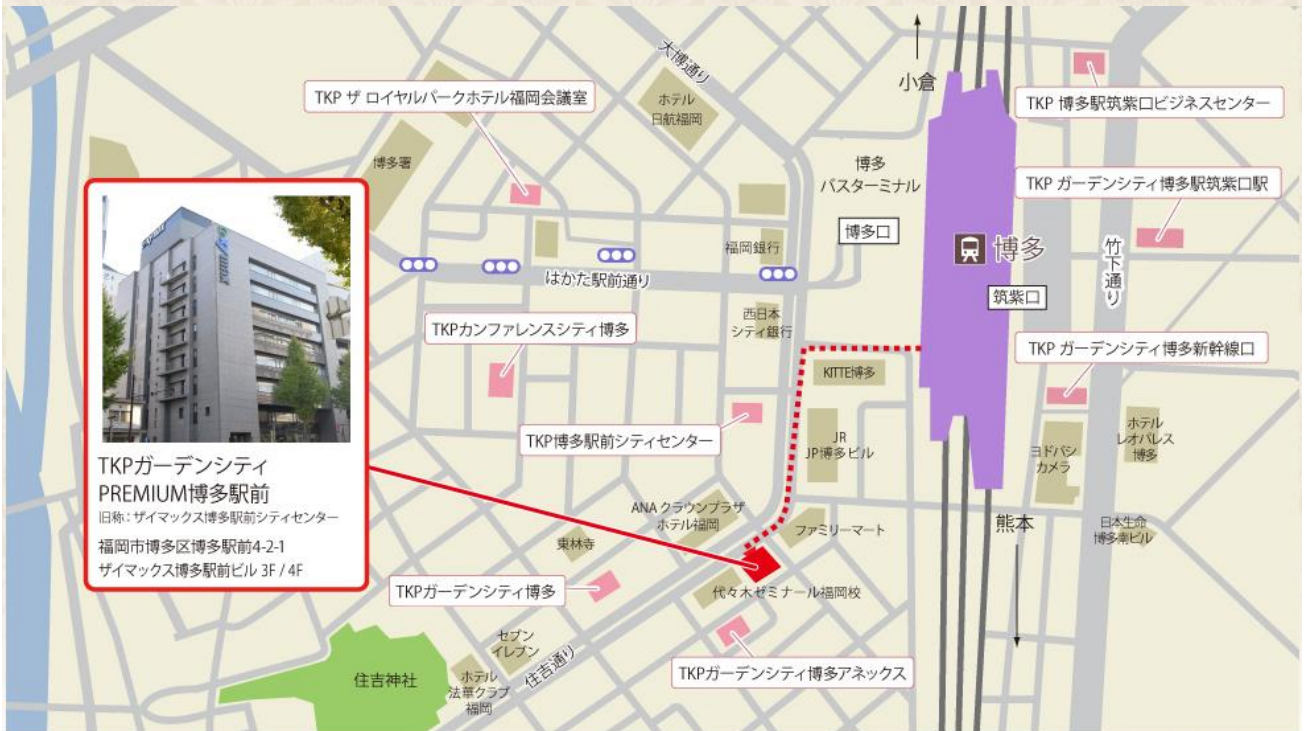 大博通り
小倉
TKP ザ ロイヤルパークホテル福岡会議室
ホテル
日航福岡
TKP 博多駅筑紫口ビジネスセンター
博多署
博多
バスターミナル
TKP ガーデンシティ博多駅筑紫口駅
博多口
福岡銀行
博多
竹下通り
はかた駅前通り
筑紫口
西日本
シティ銀行
TKPカンファレンスシティ博多
TKP ガーデンシティ博多新幹線口
KITTE博多
TKP博多駅前シティセンター
JR
JP博多ビル
ヨドバシ
カメラ
ホテル
レオパレス
博多
TKPガーデンシティ
PREMIUM博多駅前
旧称：ザイマックス博多駅前シティセンター
福岡市博多区博多駅前4-2-1
ザイマックス博多駅前ビル 3F / 4F
ANA クラウンプラザ
ホテル福岡
ファミリーマート
熊本
日本生命
博多南ビル
東林寺
TKPガーデンシティ博多
代々木ゼミナール福岡校
セブン
イレブン
住吉通り
TKPガーデンシティ博多アネックス
住吉神社
ホテル
法華クラブ
福岡